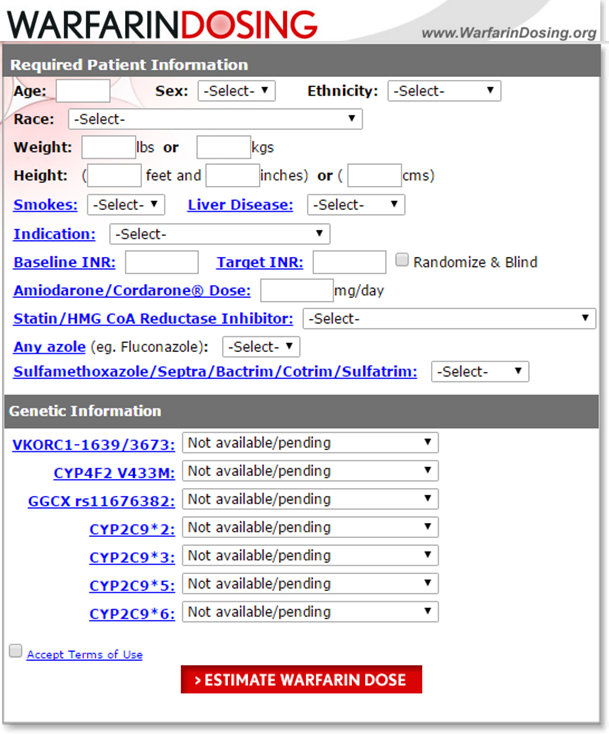 WARFARINDOSING
www.WarfarinDosing.org
Required Patient Information
Age: Sex: -Select- Ethnicity: -Select-
Race: -Select-
Weight: lbs or kgs
Height: ( feet and inches) or ( cms)
Smokes: -Select- Liver Disease: -Select-
Indication: -Select-
Baseline INR: Target INR: Randomize & Blind
Amiodarone/Cordarone® Dose: mg/day
Statin/HMG CoA Reductase Inhibitor: -Select-
Any azole (eg. Fluconazole): -Select-
Sulfamethoxazole/Septra/Bactrim/Cotrim/Sulfatrim: -Select-
Genetic Information
VKORC1-1639/3673: Not available/pending
CYP4F2 V433M: Not available/pending
GGCX rs11676382: Not available/pending
CYP2C9*2: Not available/pending
CYP2C9*3: Not available/pending
CYP2C9*5: Not available/pending
CYP2C9*6: Not available/pending
Accept Terms of Use
> ESTIMATE WARFARIN DOSE